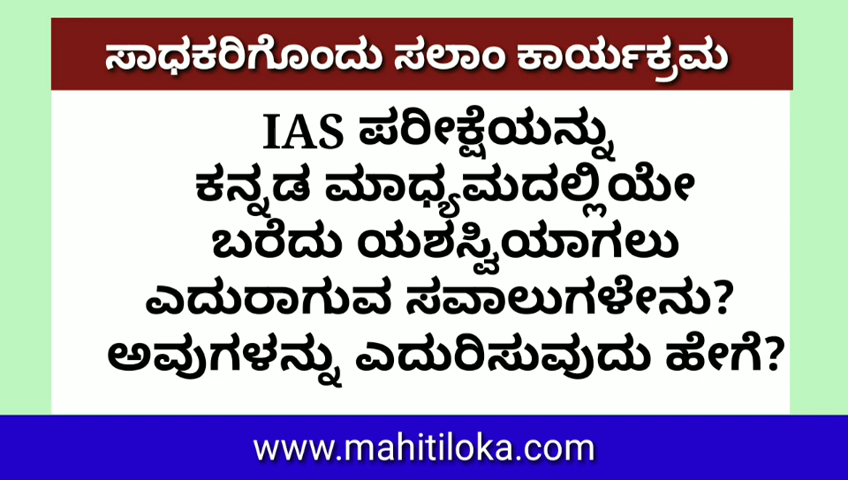 ಸಾಧಕರಿಗೊಂದು ಸಲಾಂ ಕಾರ್ಯಕ್ರಮ
IAS ಪರೀಕ್ಷೆಯನ್ನು
ಕನ್ನಡ ಮಾಧ್ಯಮದಲ್ಲಿಯೇ
ಬರೆದು ಯಶಸ್ವಿಯಾಗಲು
ಎದುರಾಗುವ ಸವಾಲುಗಳೇನು?
ಅವುಗಳನ್ನು ಎದುರಿಸುವುದು ಹೇಗೆ?
www.mahitiloka.com